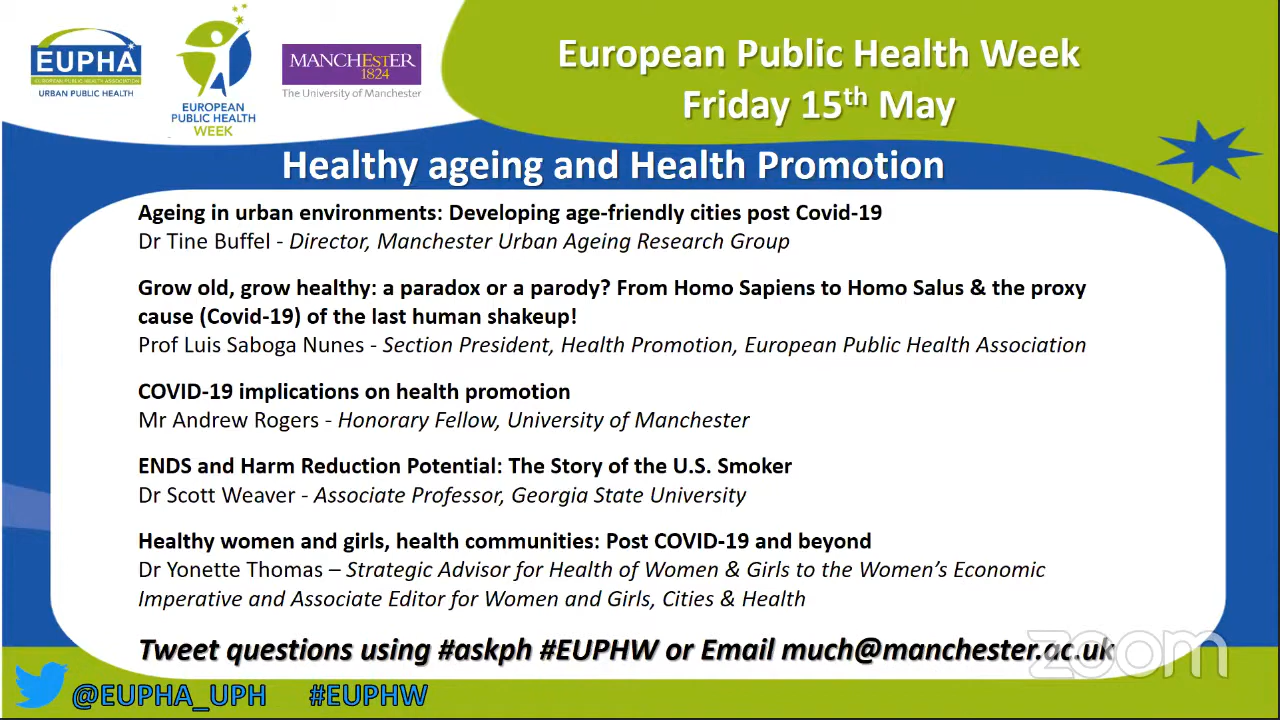 EUPHA
EUROPEAN PUBLIC HEALTH ASSOCIATION
URBAN PUBLIC HEALTH
EUROPEAN
PUBLIC HEALTH
WEEK
MANCHESTER
1824
The University of Manchester
European Public Health Week
Friday 15th May
Healthy ageing and Health Promotion
Ageing in urban environments: Developing age-friendly cities post Covid-19
Dr Tine Buffel - Director, Manchester Urban Ageing Research Group
Grow old, grow healthy: a paradox or a parody? From Homo Sapiens to Homo Salus & the proxy
cause (Covid-19) of the last human shakeup!
Prof Luis Saboga Nunes - Section President, Health Promotion, European Public Health Association
COVID-19 implications on health promotion
Mr Andrew Rogers - Honorary Fellow, University of Manchester
ENDS and Harm Reduction Potential: The Story of the U.S. Smoker
Dr Scott Weaver - Associate Professor, Georgia State University
Healthy women and girls, health communities: Post COVID-19 and beyond
Dr Yonette Thomas – Strategic Advisor for Health of Women & Girls to the Women’s Economic
Imperative and Associate Editor for Women and Girls, Cities & Health
Tweet questions using #askph #EUPHW or Email much@manchester.ac.uk
zoom
@EUPHA_UPH #EUPHW